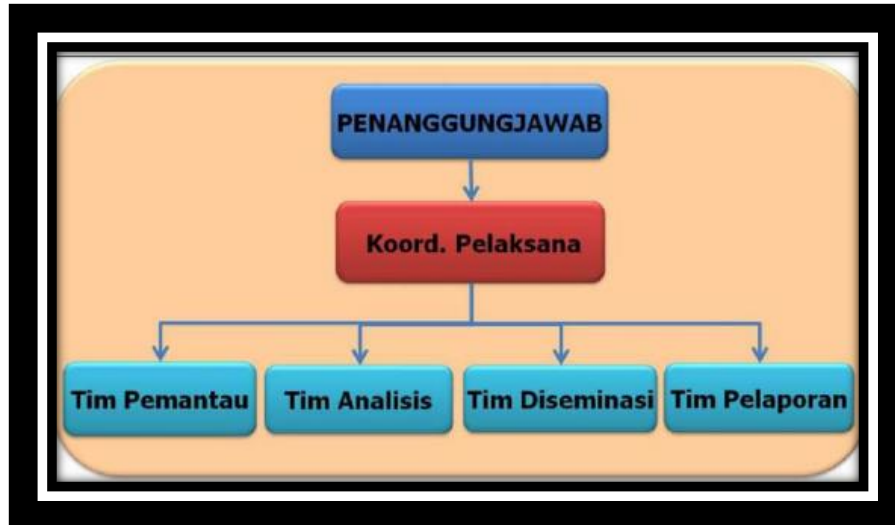 PENANGGUNGJAWAB
Koord. Pelaksana
Tim Pemantau
Tim Analisis
Tim Diseminasi
Tim Pelaporan